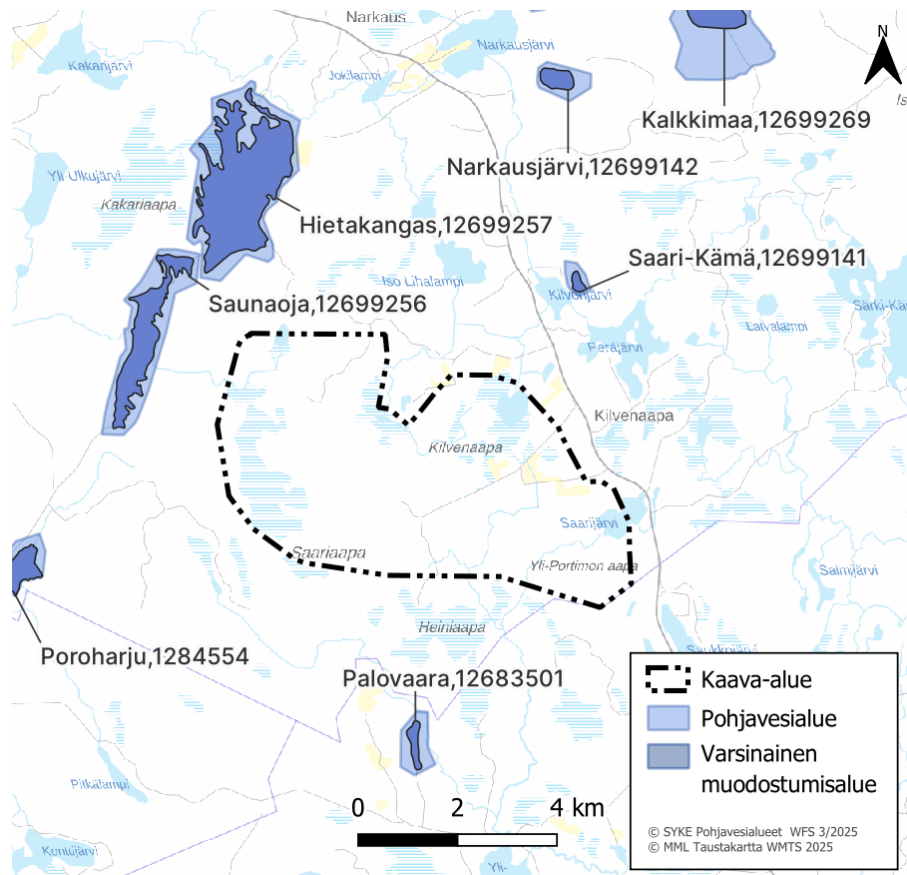 Narkaus
Narkausjärvi
N
Kakarijärvi
Jokilampi
Kalkkimaa,12699269
Narkausjärvi,12699142
Yli-Ulkujärvi
Kakariaapa
Hietakangas,12699257
Saari-Kämä,12699141
Iso Lihalampi
Kilvenjärvi
Saunaoja,12699256
Särki-Kä
Laivalampi
Peräjärvi
Kilvenaapa
Kilvenaapa
Saarijärvi
Saariaapa
Yli-Portimon aapa
Salmijärvi
Heiniaapa
Saukkojärvi
Poroharju,1284554
Palovaara,12683501
Kaava-alue
Pohjavesialue
Varsinainen
muodostumisalue
Pitkälampi
0 2 4 km
© SYKE Pohjavesialueet WFS 3/2025
© MML Taustakartta WMTS 2025
Yli-